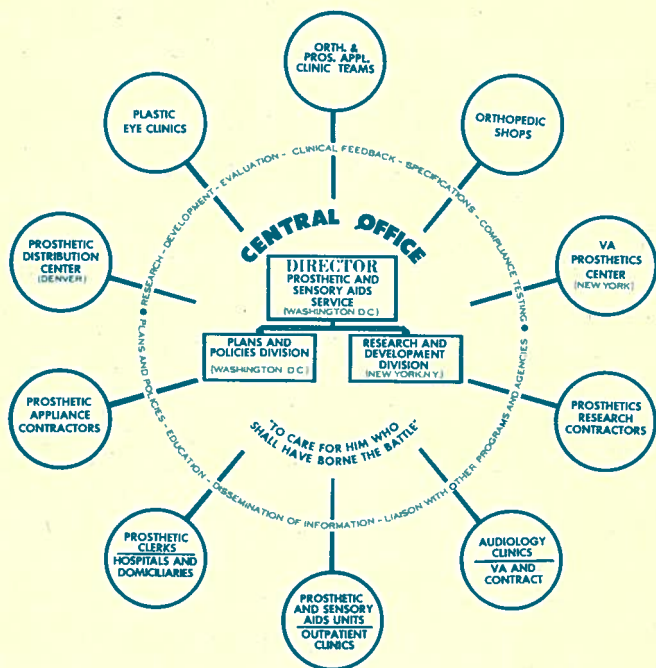 ORTH. &
PROS. APPL.
CLINIC TEAMS
PLASTIC
EYE CLINICS
ORTHOPEDIC
SHOPS
PROSTHETIC
DISTRIBUTION
CENTER
(DENVER)
VA
PROSTHETICS
CENTER
(NEW YORK)
PROSTHETIC
APPLIANCE
CONTRACTORS
PROSTHETICS
RESEARCH
CONTRACTORS
PROSTHETIC
CLERKS
HOSPITALS AND
DOMICILIARIES
PROSTHETIC
AND SENSORY
AIDS UNITS
OUTPATIENT
CLINICS
AUDIOLOGY
CLINICS
VA AND
CONTRACT
• RESEARCH - DEVELOPMENT - EVALUATION - CLINICAL FEEDBACK - SPECIFICATIONS - COMPLIANCE TESTING •
PLANS AND POLICIES - EDUCATION - DISSEMINATION OF INFORMATION - LIAISON WITH OTHER PROGRAMS AND AGENCIES
CENTRAL OFFICE
DIRECTOR
PROSTHETIC AND
SENSORY AIDS
SERVICE
(WASHINGTON D C)
PLANS AND
POLICIES DIVISION
(WASHINGTON D C)
RESEARCH AND
DEVELOPMENT
DIVISION
(NEW YORK, N.Y.)
"TO CARE FOR HIM WHO
SHALL HAVE BORNE THE BATTLE"